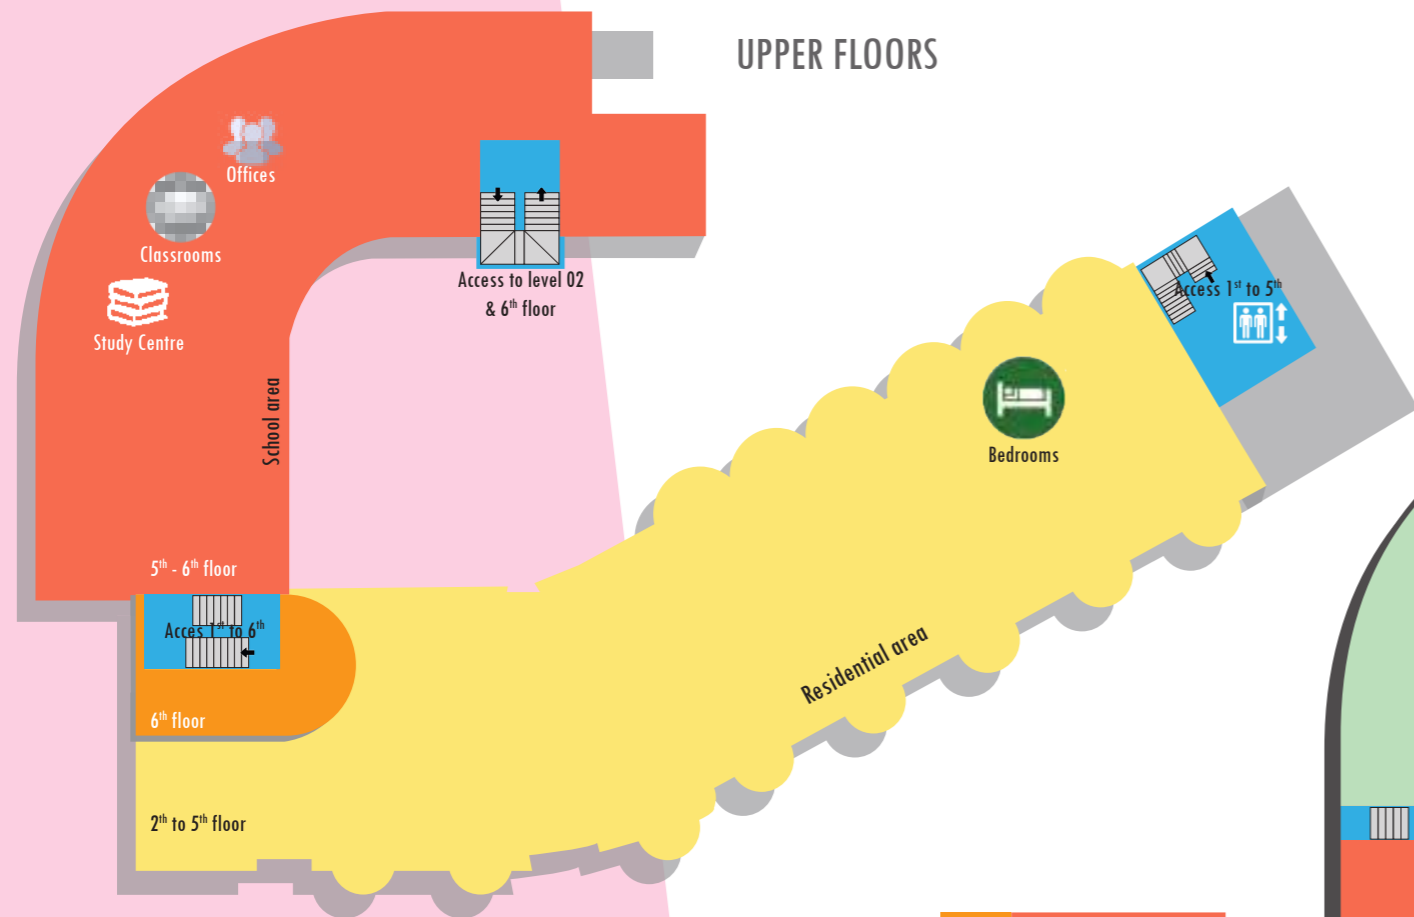 UPPER FLOORS
Offices
Classrooms
Study Centre
Access to level 02
& 6th floor
School area
Access 1st to 5th
Bedrooms
5th - 6th floor
Acces 1st to 6th
Residential area
6th floor
2th to 5th floor